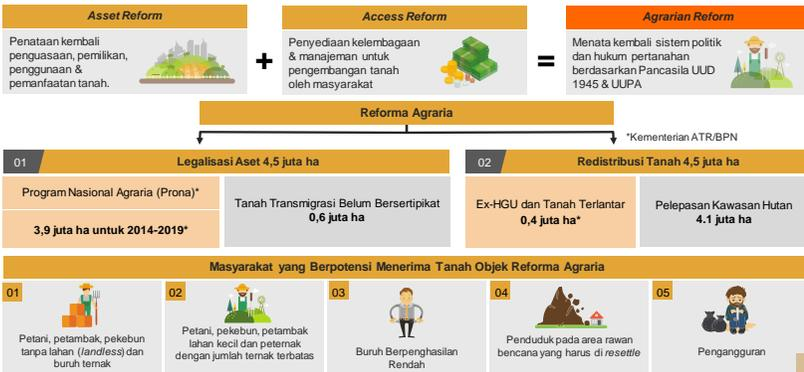 Asset Reform
Penataan kembali
penguasaan, pemilikan,
penggunaan &
pemanfaatan tanah.
+
Access Reform
Penyediaan kelembagaan
& manajeman untuk
pengembangan tanah
oleh masyarakat
=
Agrarian Reform
Menata kembali sistem politik
dan hukum pertanahan
berdasarkan Pancasila UUD
1945 & UUPA
Reforma Agraria
*Kementerian ATR/BPN
01
Legalisasi Aset 4,5 juta ha
Program Nasional Agraria (Prona)*
3,9 juta ha untuk 2014-2019*
Tanah Transmigrasi Belum Bersertipikat
0,6 juta ha
02
Redistribusi Tanah 4,5 juta ha
Ex-HGU dan Tanah Terlantar
0,4 juta ha*
Pelepasan Kawasan Hutan
4.1 juta ha
Masyarakat yang Berpotensi Menerima Tanah Objek Reforma Agraria
01
Petani, petambak, pekebun
tanpa lahan (landless) dan
buruh ternak
02
Petani, pekebun, petambak
lahan kecil dan peternak
dengan jumlah ternak terbatas
03
Buruh Berpenghasilan
Rendah
04
Penduduk pada area rawan
bencana yang harus di resettle
05
Pengangguran